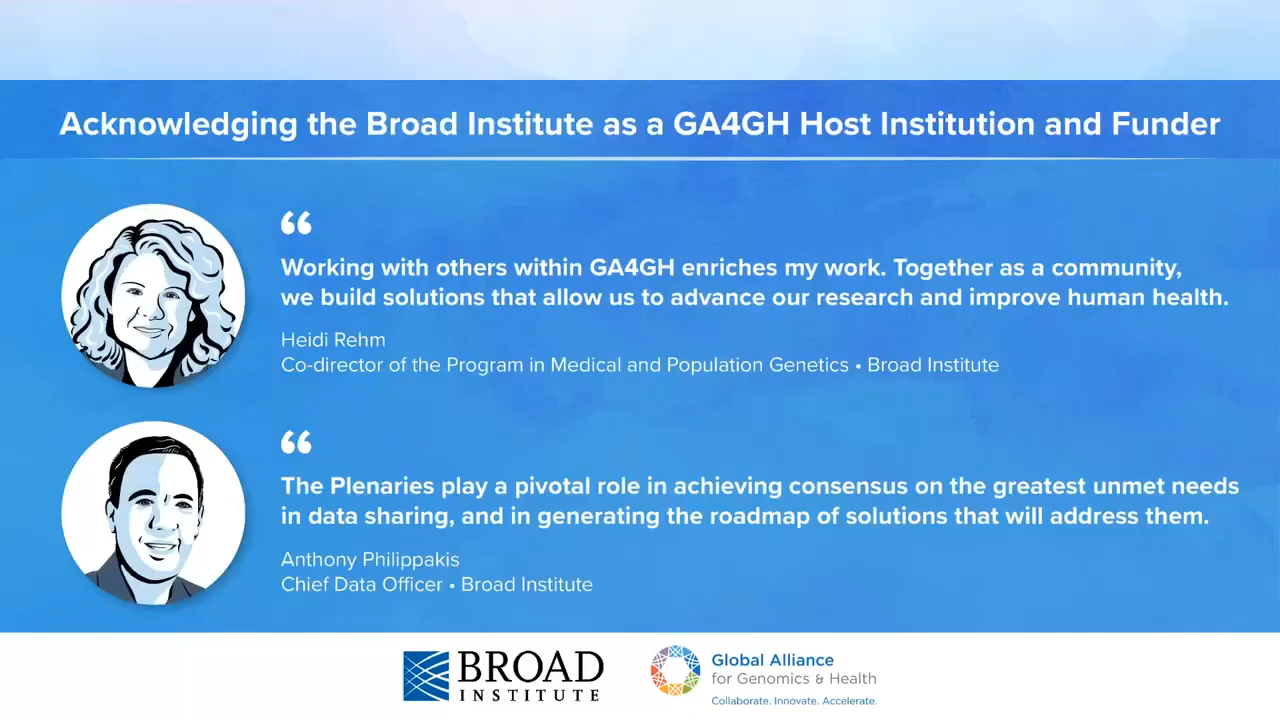 Acknowledging the Broad Institute as a GA4GH Host Institution and Funder
“
Working with others within GA4GH enriches my work. Together as a community,
we build solutions that allow us to advance our research and improve human health.
Heidi Rehm
Co-director of the Program in Medical and Population Genetics • Broad Institute
“
The Plenaries play a pivotal role in achieving consensus on the greatest unmet needs
in data sharing, and in generating the roadmap of solutions that will address them.
Anthony Philippakis
Chief Data Officer • Broad Institute
BROAD
INSTITUTE
Global Alliance
for Genomics & Health
Collaborate. Innovate. Accelerate.